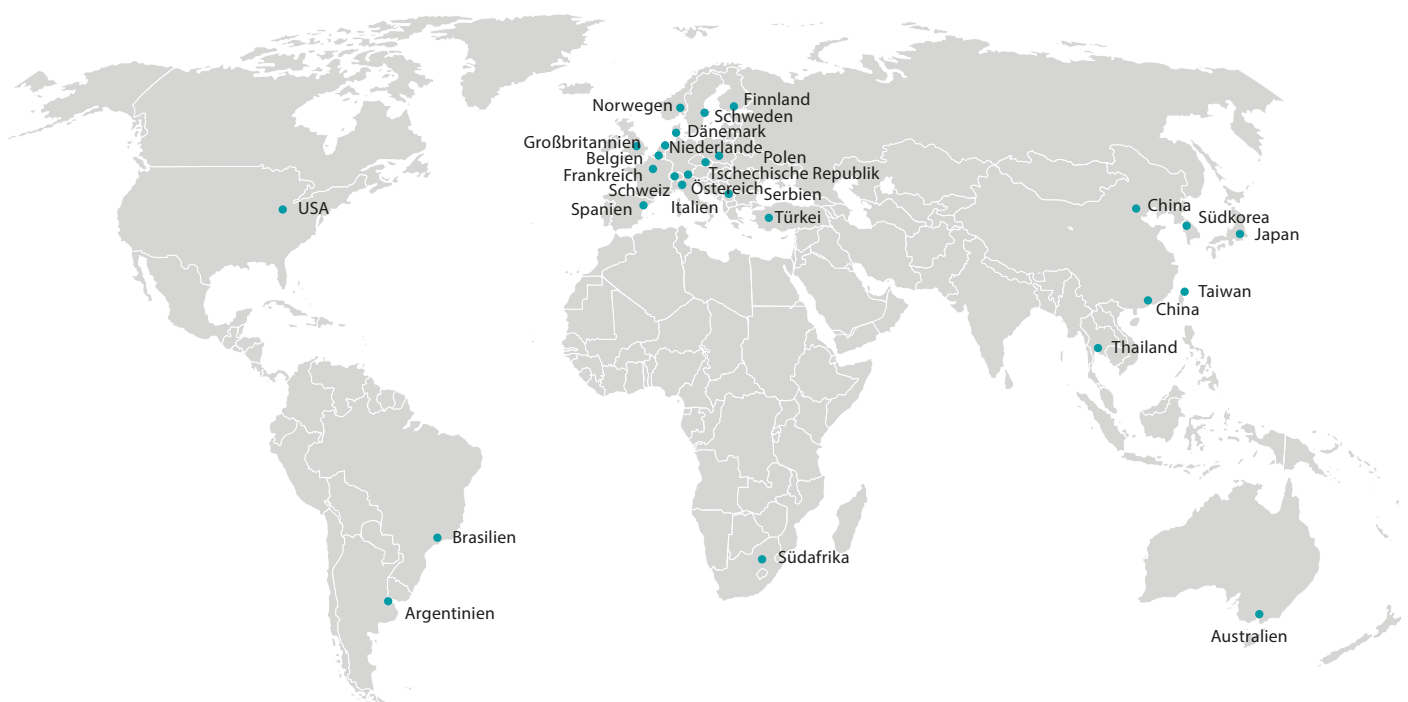 Norwegen
Finnland
Schweden
Dänemark
Großbritannien
Niederlande
Belgien
Polen
Frankreich
Tschechische Republik
Schweiz
Östereich
Serbien
Spanien
Italien
Türkei
USA
China
Südkorea
Japan
Taiwan
China
Thailand
Brasilien
Südafrika
Argentinien
Australien